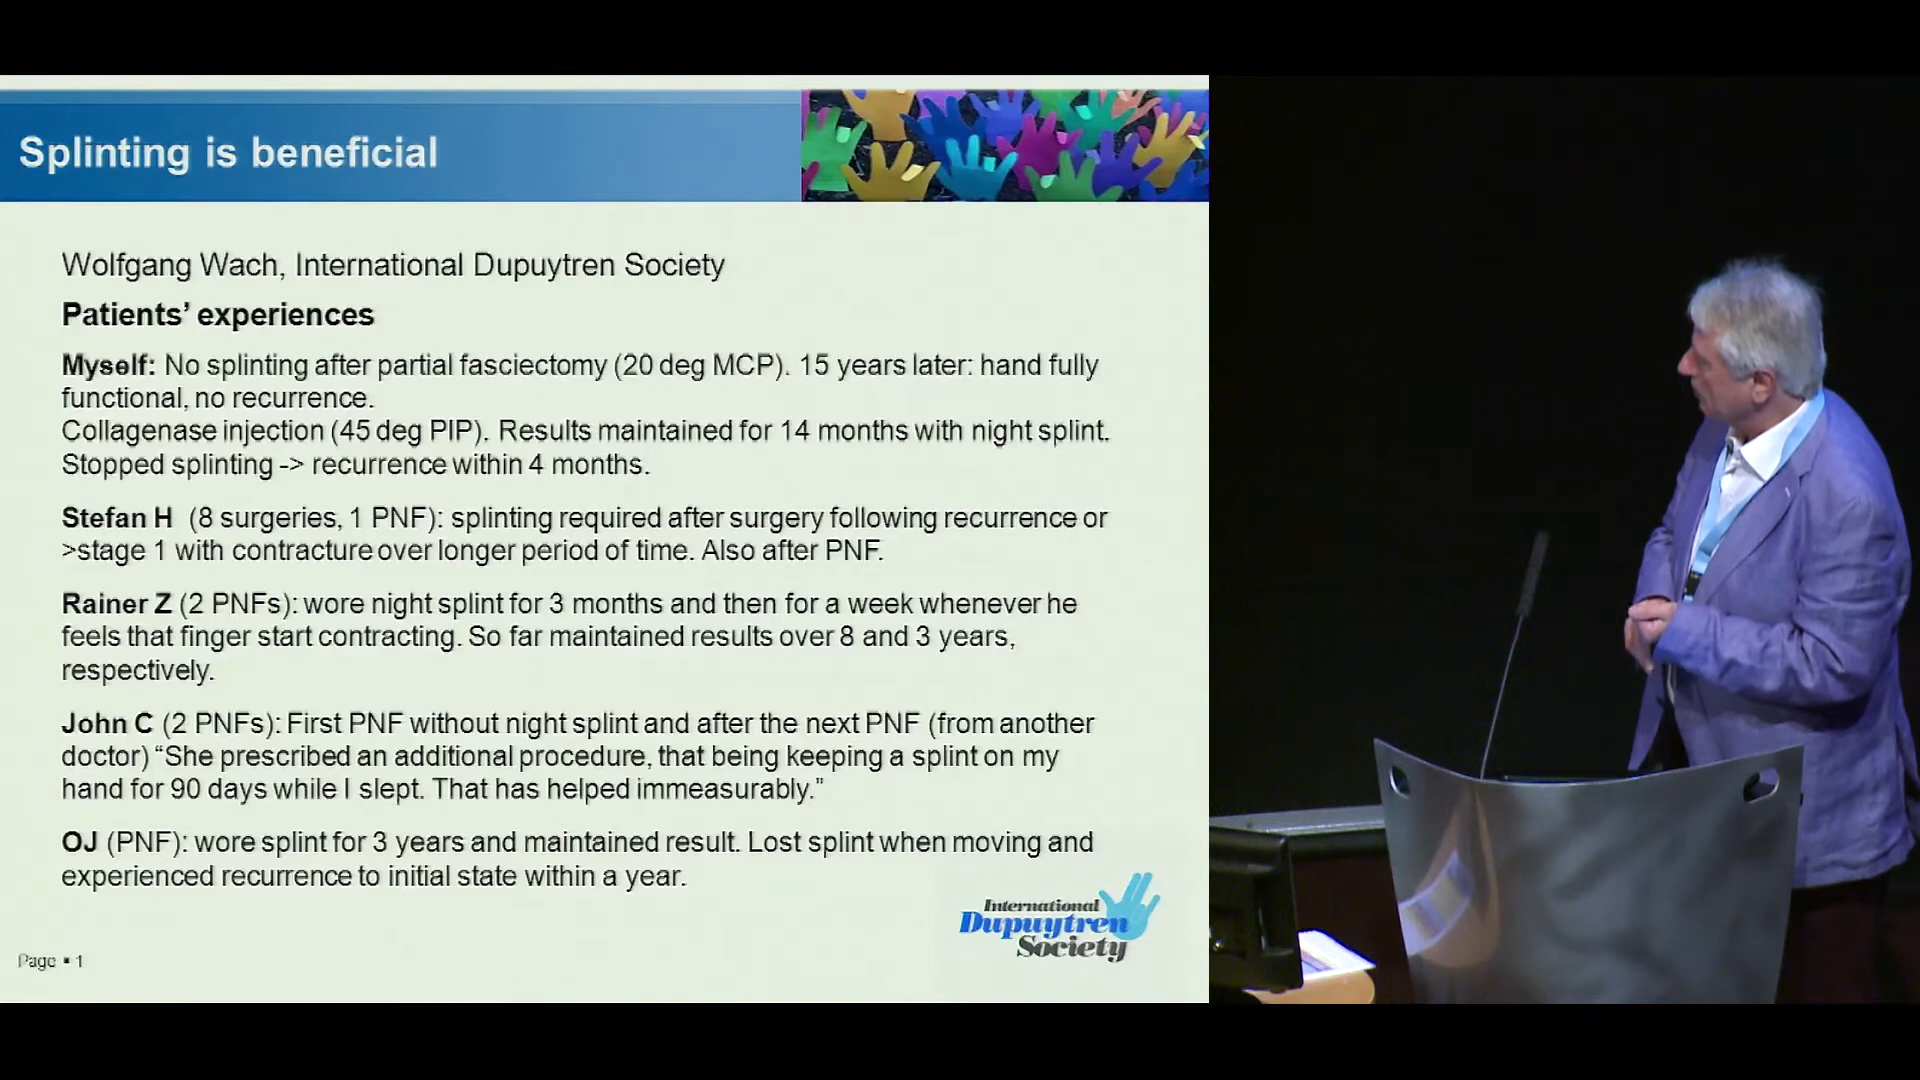 Splinting is beneficial
Wolfgang Wach, International Dupuytren Society
Patients’ experiences
Myself: No splinting after partial fasciectomy (20 deg MCP). 15 years later: hand fully
functional, no recurrence.
Collagenase injection (45 deg PIP). Results maintained for 14 months with night splint.
Stopped splinting -> recurrence within 4 months.
Stefan H (8 surgeries, 1 PNF): splinting required after surgery following recurrence or
>stage 1 with contracture over longer period of time. Also after PNF.
Rainer Z (2 PNFs): wore night splint for 3 months and then for a week whenever he
feels that finger start contracting. So far maintained results over 8 and 3 years,
respectively.
John C (2 PNFs): First PNF without night splint and after the next PNF (from another
doctor) “She prescribed an additional procedure, that being keeping a splint on my
hand for 90 days while I slept. That has helped immeasurably.”
OJ (PNF): wore splint for 3 years and maintained result. Lost splint when moving and
experienced recurrence to initial state within a year.
International
Dupuytren
Society
Page ▪ 1